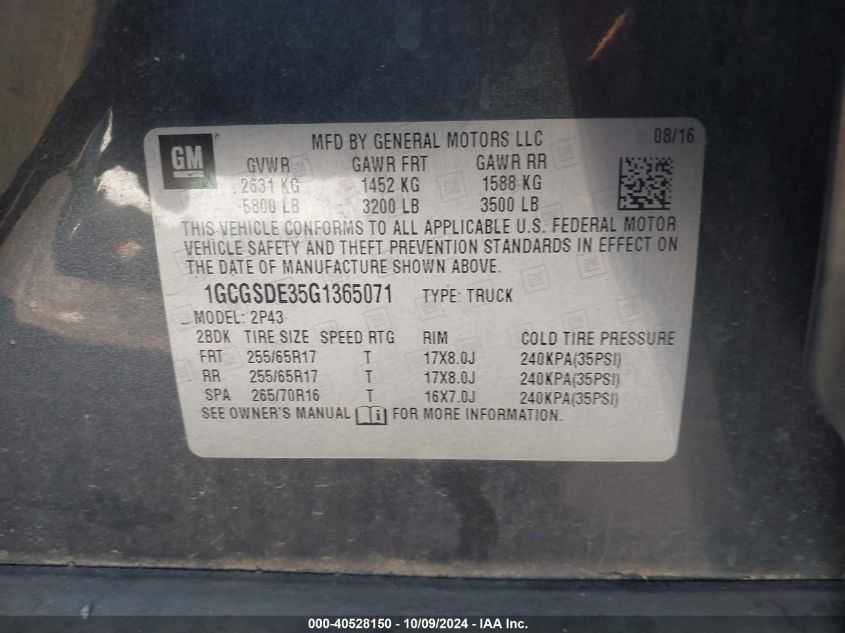 GM
MFD BY GENERAL MOTORS LLC 08/16
GVWR GAWR FRT GAWR RR
2631 KG 1452 KG 1588 KG
5800 LB 3200 LB 3500 LB
THIS VEHICLE CONFORMS TO ALL APPLICABLE U.S. FEDERAL MOTOR
VEHICLE SAFETY AND THEFT PREVENTION STANDARDS IN EFFECT ON
THE DATE OF MANUFACTURE SHOWN ABOVE.
1GCGSDE35G1365071 TYPE: TRUCK
MODEL: 2P43
2BDK TIRE SIZE SPEED RTG RIM COLD TIRE PRESSURE
FRT 255/65R17 T 17X8.0J 240KPA(35PSI)
RR 255/65R17 T 17X8.0J 240KPA(35PSI)
SPA 265/70R16 T 16X7.0J 240KPA(35PSI)
SEE OWNER'S MANUAL FOR MORE INFORMATION.
000-40528150 - 10/09/2024 - IAA Inc.